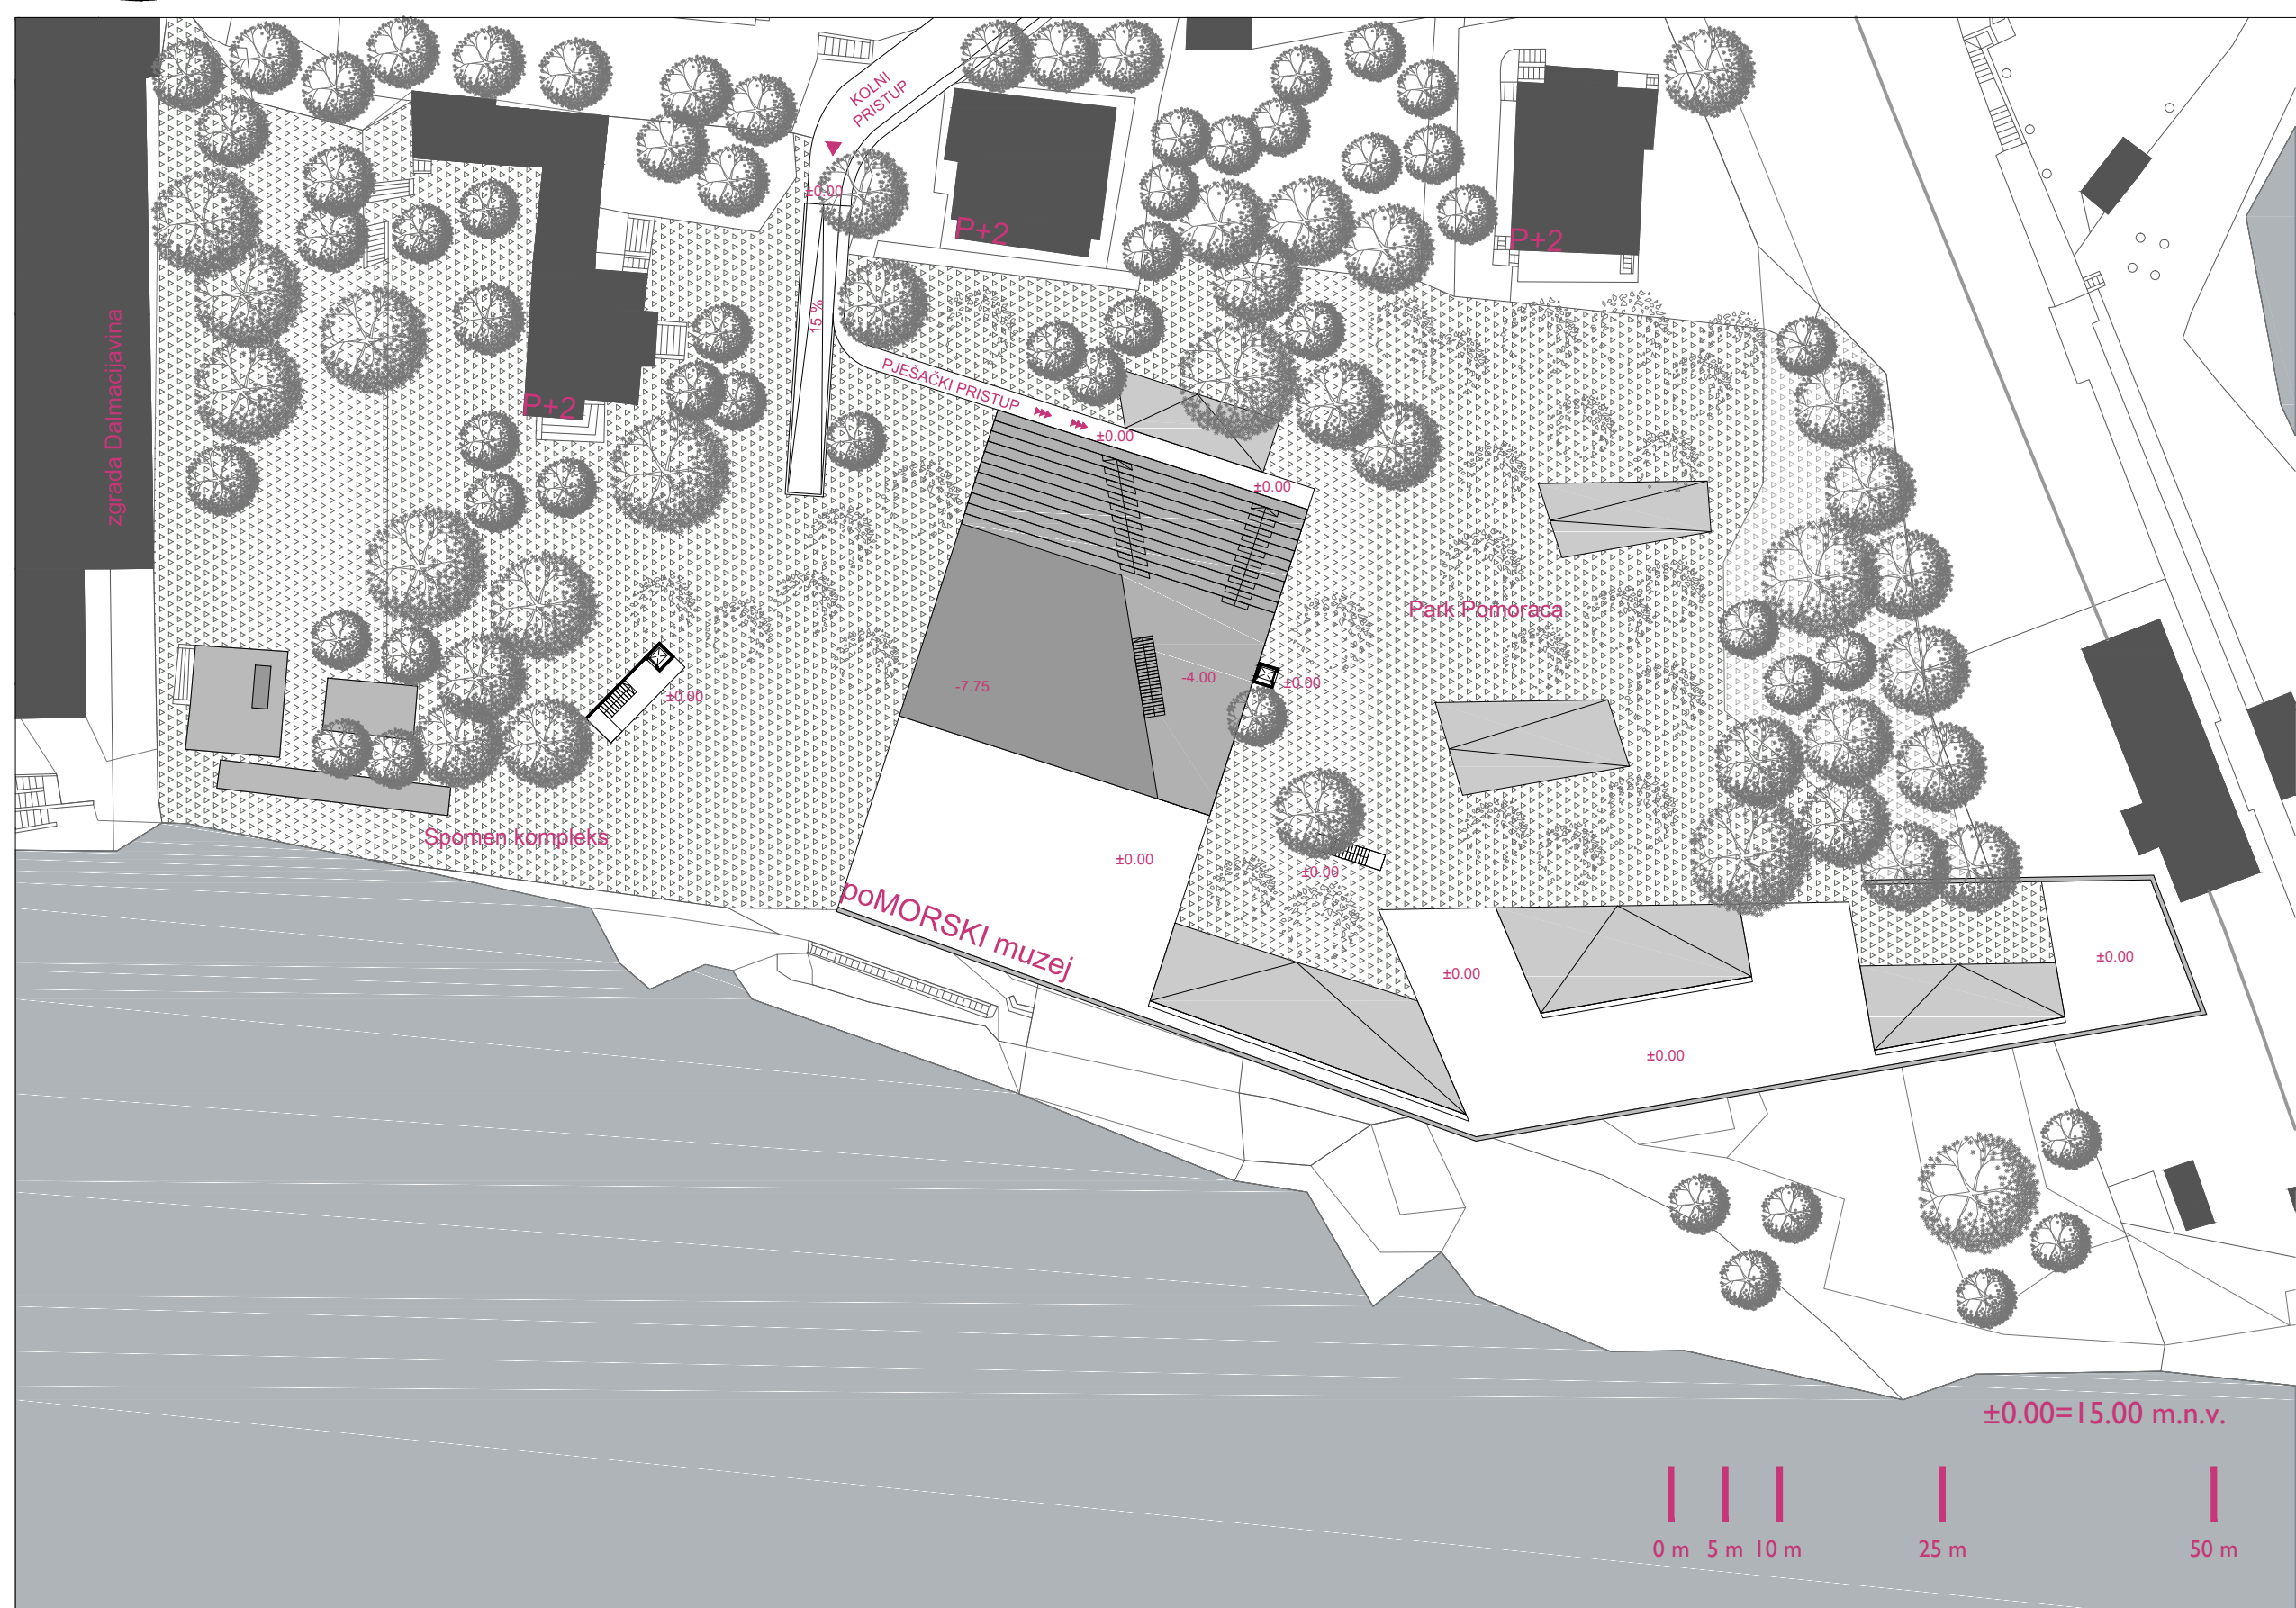 KOLNI
PRISTUP
±0.00
P+2
P+2
15 %
zgrada Dalmacijavina
PJEŠAČKI PRISTUP
P+2
±0.00
±0.00
Park Pomoraca
-7.75
-4.00
±0.00
±0.00
Spomen kompleks
±0.00
±0.00
poMORSKI muzej
±0.00
±0.00
±0.00
±0.00=15.00 m.n.v.
0 m 5 m 10 m 25 m 50 m